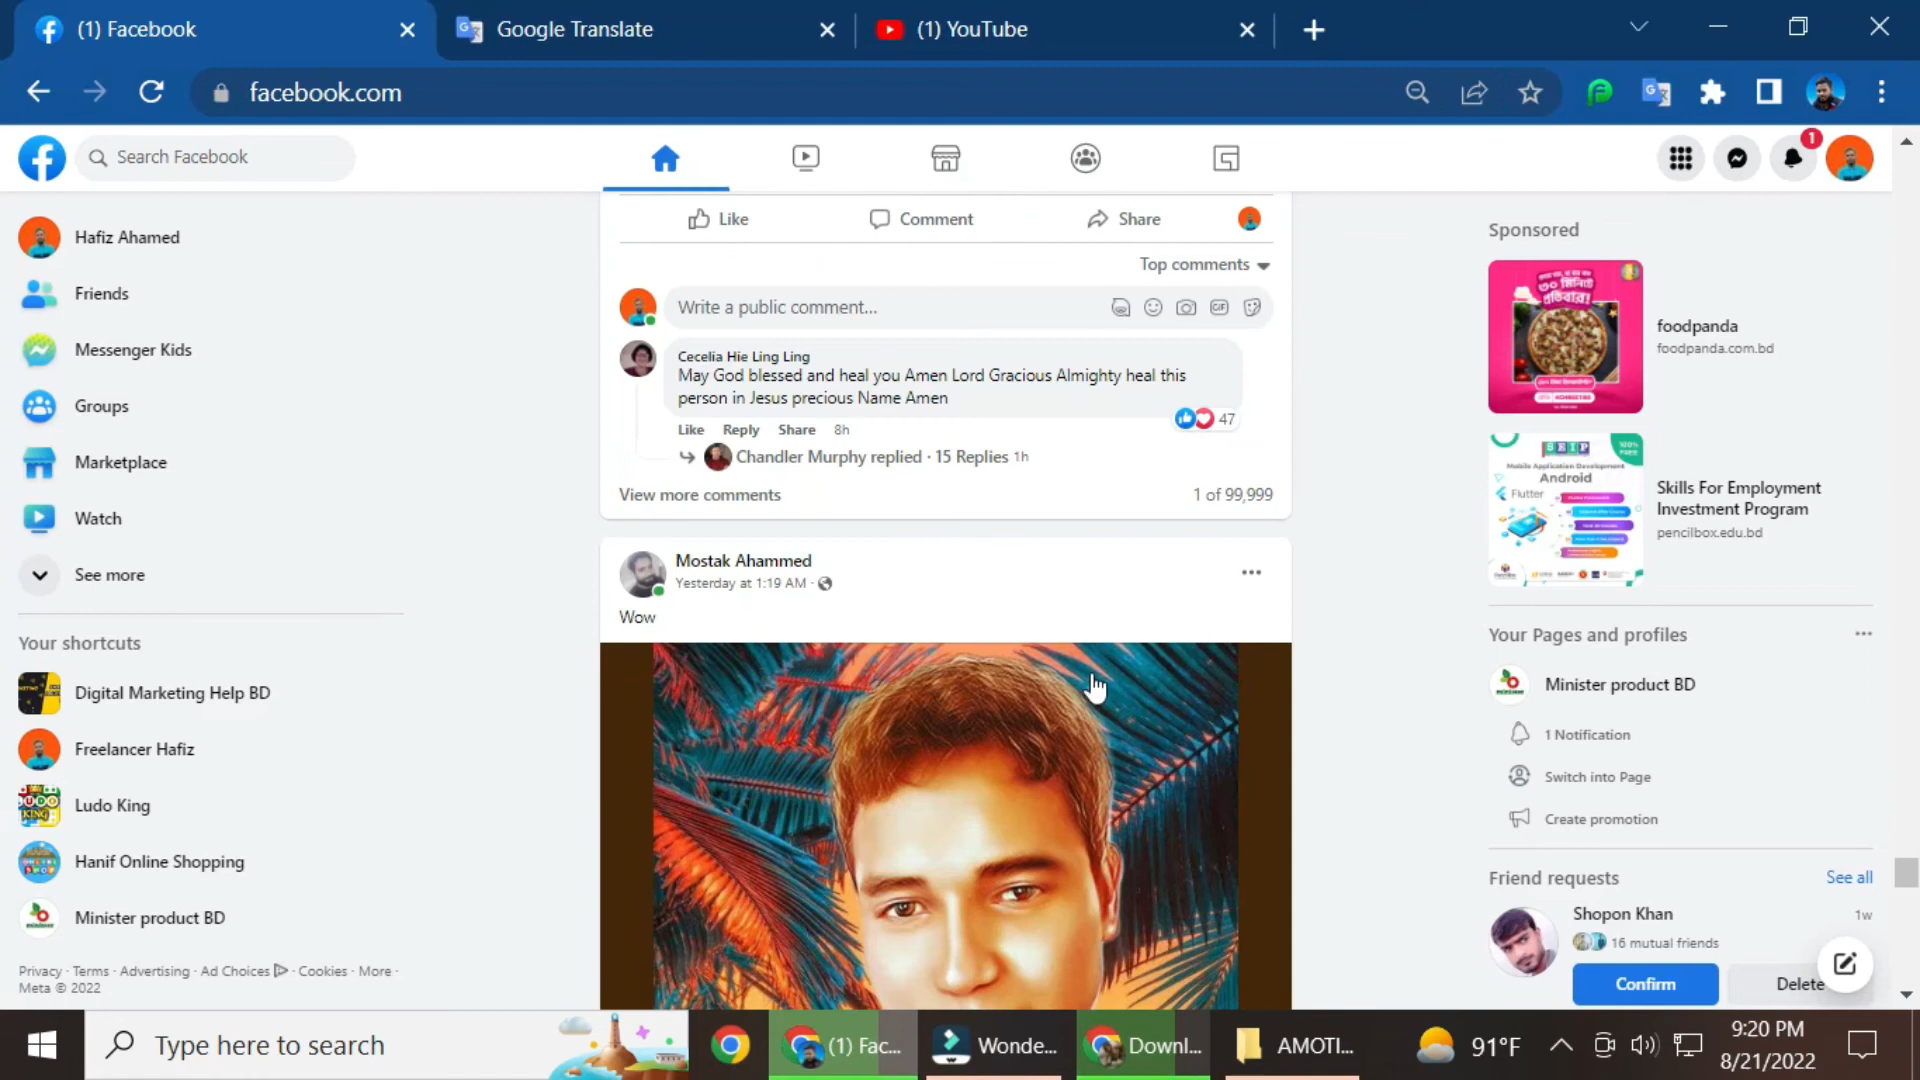 (1) Facebook
Google Translate
(1) YouTube
facebook.com
Search Facebook
1
Hafiz Ahamed
Friends
Messenger Kids
Groups
Marketplace
Watch
See more
Your shortcuts
Digital Marketing Help BD
Freelancer Hafiz
Ludo King
Hanif Online Shopping
Minister product BD
Privacy · Terms · Advertising · Ad Choices · Cookies · More ·
Meta © 2022
Like
Comment
Share
Top comments
Write a public comment...
GIF
Cecelia Hie Ling Ling
May God blessed and heal you Amen Lord Gracious Almighty heal this
person in Jesus precious Name Amen
47
Like Reply Share 8h
Chandler Murphy replied · 15 Replies 1h
View more comments
1 of 99,999
Mostak Ahammed
Yesterday at 1:19 AM ·
Wow
Sponsored
৩০ মিনিটে
প্রতিবার!
foodpanda
foodpanda.com.bd
SEIP
Mobile Application Development
Android
Flutter
Skills For Employment
Investment Program
pencilbox.edu.bd
Your Pages and profiles
Minister product BD
1 Notification
Switch into Page
Create promotion
Friend requests
See all
Shopon Khan
1w
16 mutual friends
Confirm
Delete
Type here to search
(1) Fac...
Wonde...
Downl...
AMOTI...
91°F
9:20 PM
8/21/2022